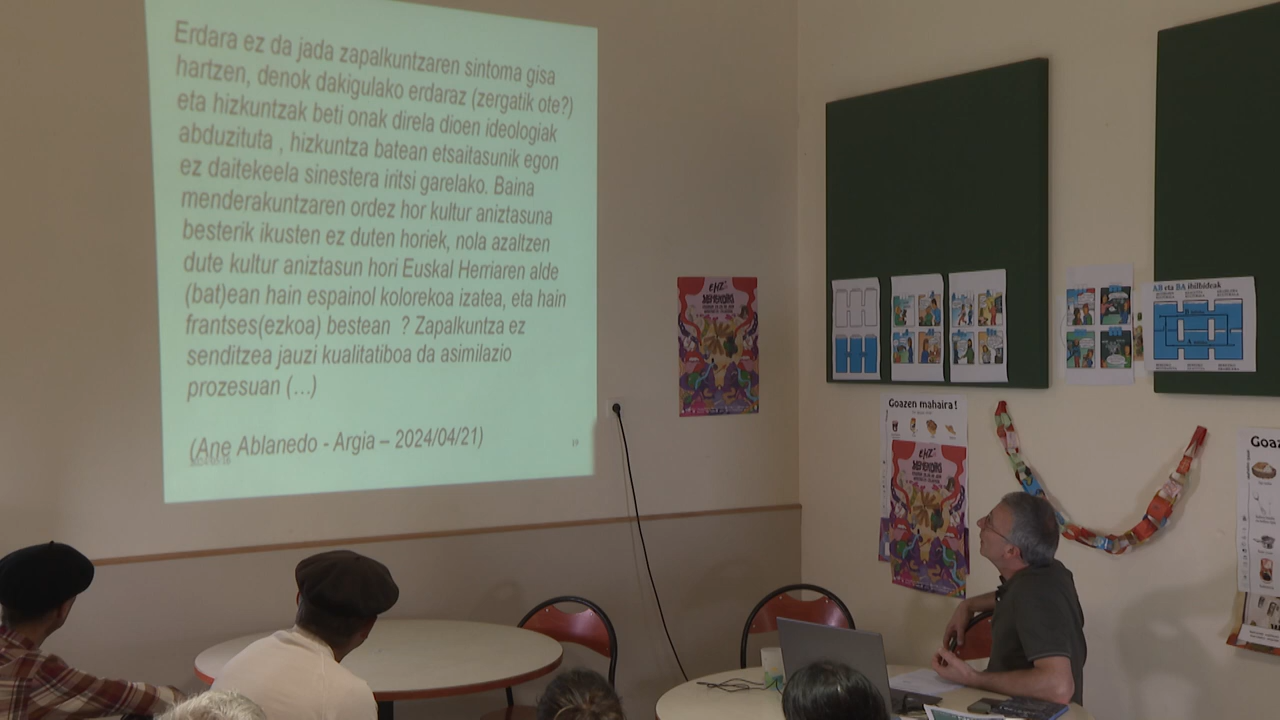 Erdara ez da jada zapalkuntzaren sintoma gisa
hartzen, denok dakigulako erdaraz (zergatik ote?)
eta hizkuntzak beti onak direla dioen ideologiak
abduzituta , hizkuntza batean etsaitasunik egon
ez daitekeela sinestera iritsi garelako. Baina
menderakuntzaren ordez hor kultur aniztasuna
besterik ikusten ez duten horiek, nola azaltzen
dute kultur aniztasun hori Euskal Herriaren alde
(bat)ean hain espainol kolorekoa izatea, eta hain
frantses(ezkoa) bestean ? Zapalkuntza ez
senditzea jauzi kualitatiboa da asimilazio
prozesuan (…)
(Ane Ablanedo - Argia – 2024/04/21)
19
EHZ:
AB eta BA ibilbideak
Goazen mahaira!
EHZ:
Goaz